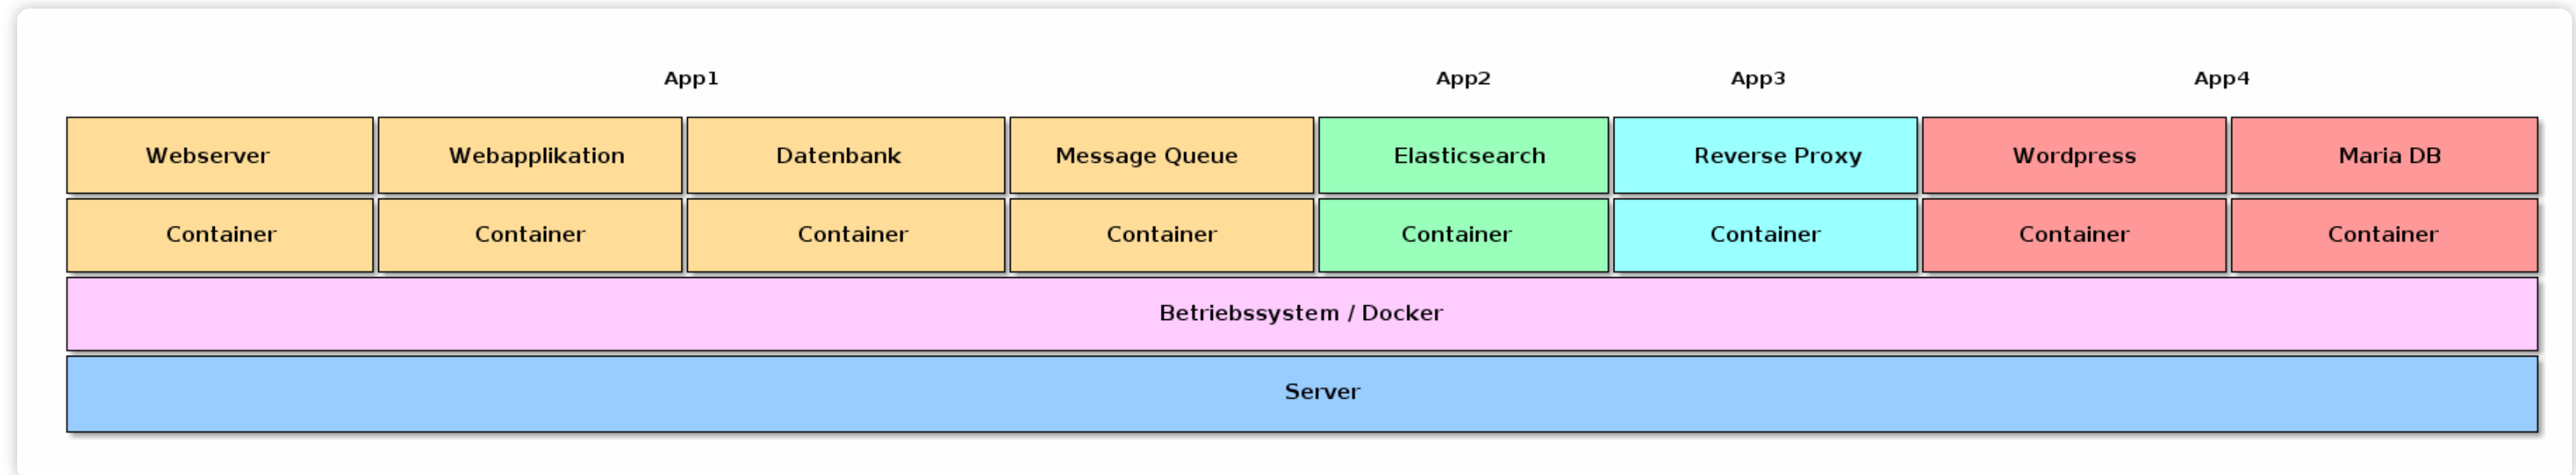 App1 App2 App3 App4
Webserver Webapplikation Datenbank Message Queue Elasticsearch Reverse Proxy Wordpress Maria DB
Container Container Container Container Container Container Container Container
Betriebssystem / Docker
Server